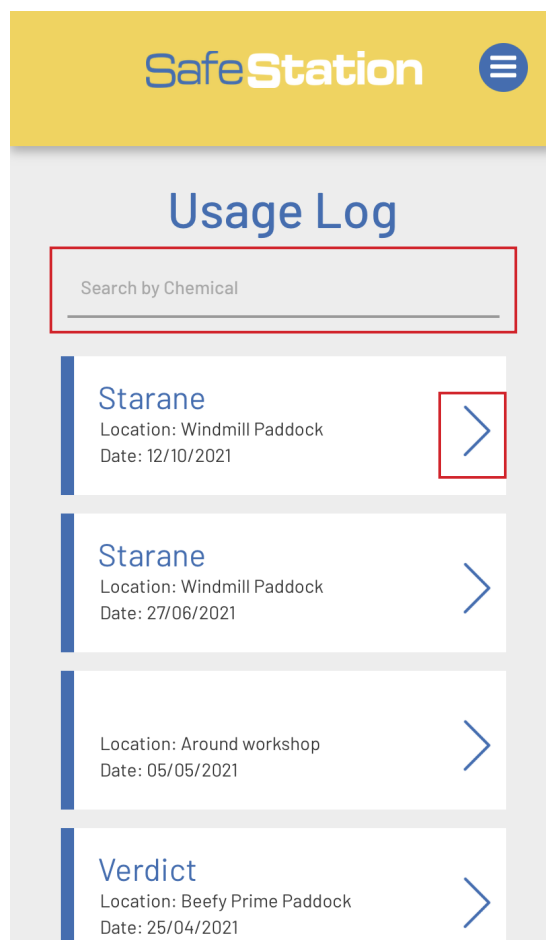 SafeStation
Usage Log
Search by Chemical
Starane
Location: Windmill Paddock
Date: 12/10/2021
Starane
Location: Windmill Paddock
Date: 27/06/2021
Location: Around workshop
Date: 05/05/2021
Verdict
Location: Beefy Prime Paddock
Date: 25/04/2021